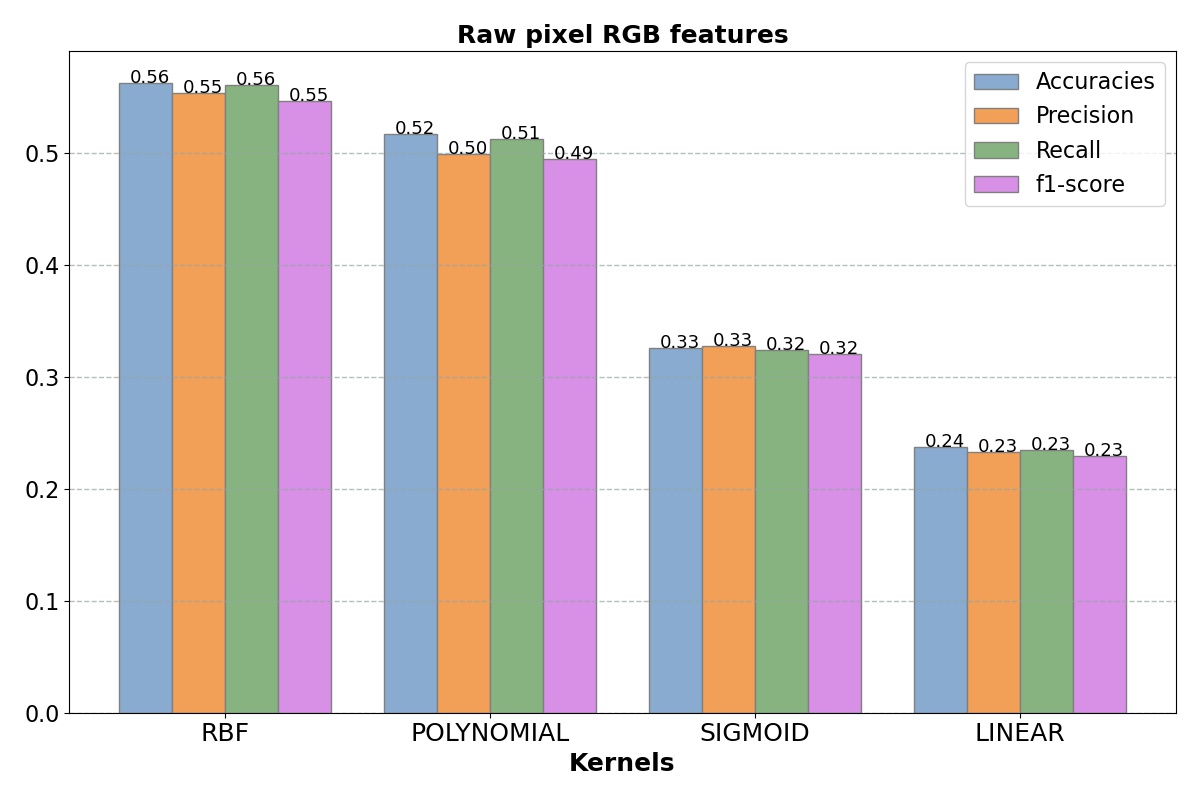 Raw pixel RGB features
0.56 0.55 0.56 0.55
0.52 0.50 0.51 0.49
0.33 0.33 0.32 0.32
0.24 0.23 0.23 0.23
Accuracies
Precision
Recall
f1-score
0.5
0.4
0.3
0.2
0.1
0.0
RBF POLYNOMIAL SIGMOID LINEAR
Kernels